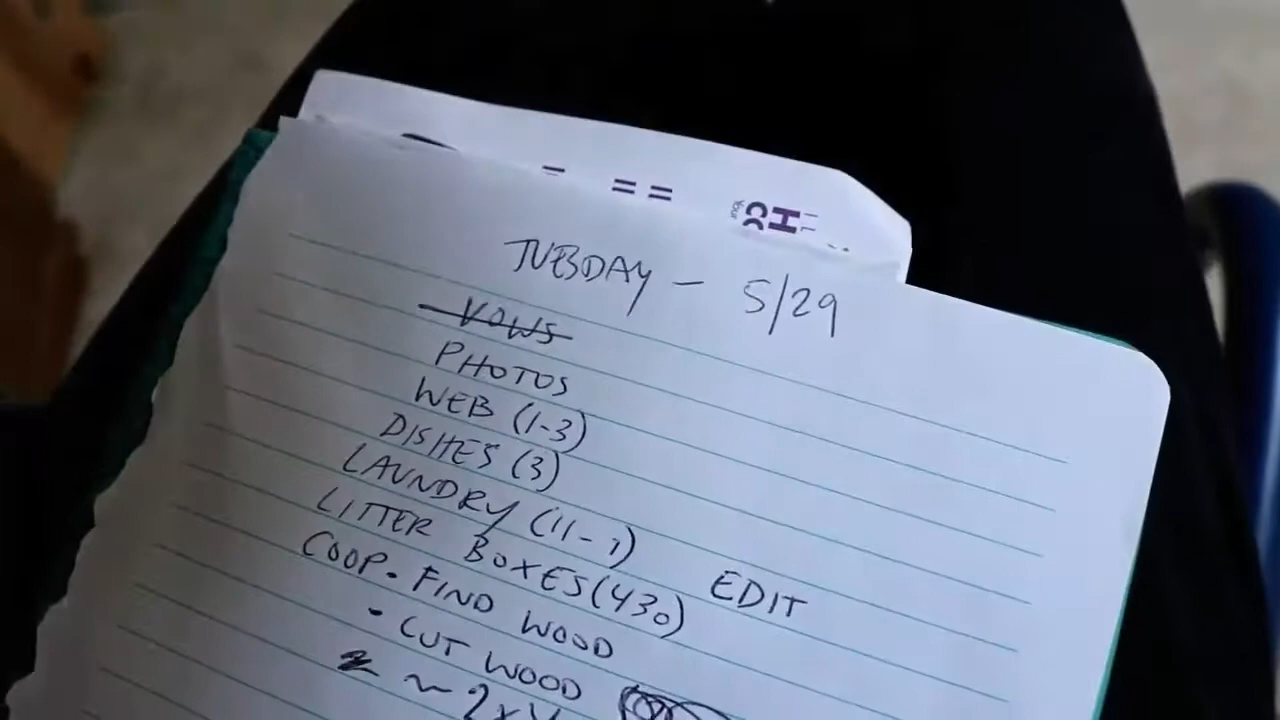 TUESDAY - 5/29
VOWS
PHOTOS
WEB (1-3)
DISHES (3)
LAUNDRY (11-1)
LITTER BOXES (430)
EDIT
COOP • FIND WOOD
• CUT WOOD
~ 2x4